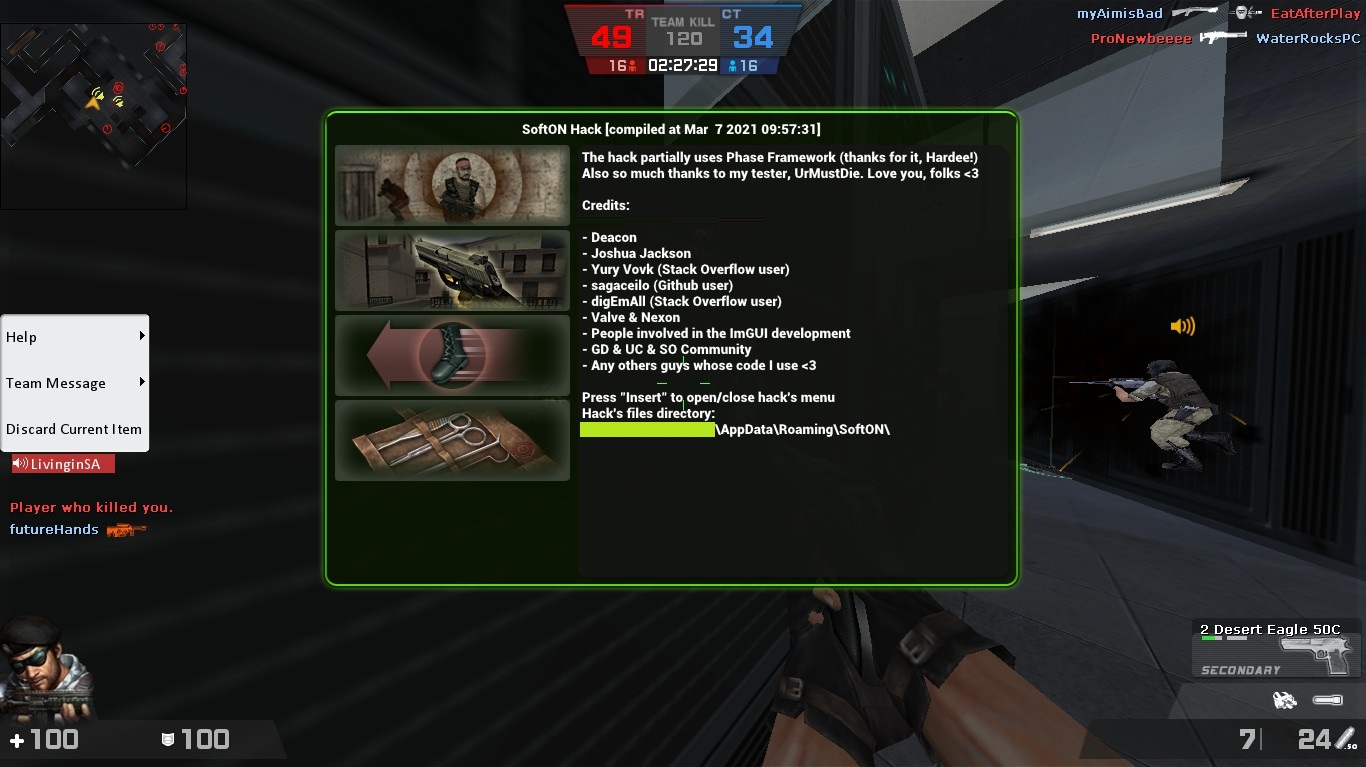 TR
TEAM KILL
CT
49
120
34
16
02:27:29
16
myAimisBad
EatAfterPlay
ProNewbeeee
WaterRocksPC
SoftON Hack [compiled at Mar 7 2021 09:57:31]
The hack partially uses Phase Framework (thanks for it, Hardee!)
Also so much thanks to my tester, UrMustDie. Love you, folks <3
Credits:
- Deacon
- Joshua Jackson
- Yury Vovk (Stack Overflow user)
- sagaceilo (Github user)
- digEmAll (Stack Overflow user)
- Valve & Nexon
- People involved in the ImGUI development
- GD & UC & SO Community
- Any others guys whose code I use <3
Press "Insert" to open/close hack's menu
Hack's files directory:
\AppData\Roaming\SoftON\
Help
Team Message
Discard Current Item
LivinginSA
Player who killed you.
futureHands
2 Desert Eagle 50C
SECONDARY
100
100
7
24
.50